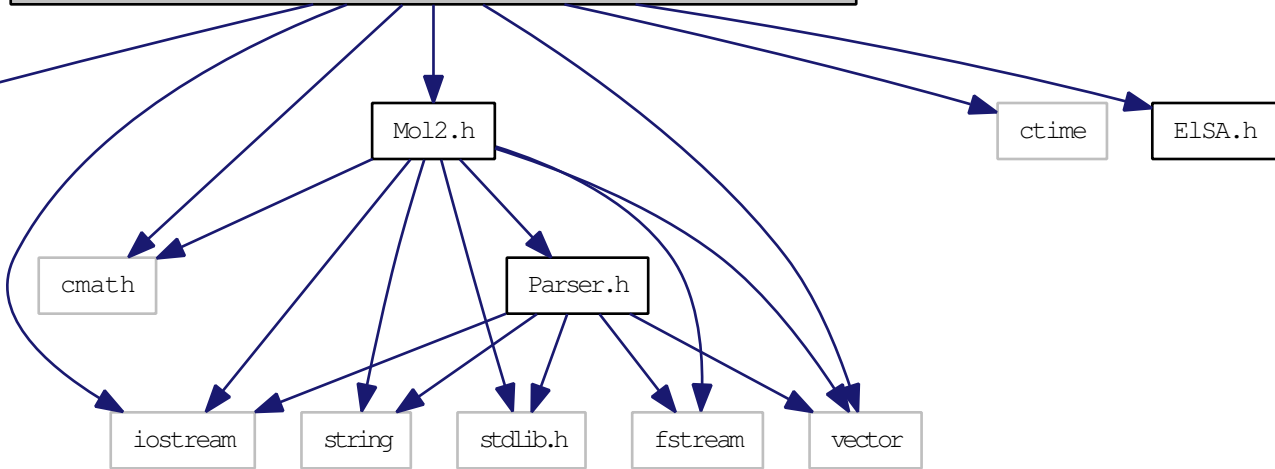 Mol2.h
ctime
ElSA.h
cmath
Parser.h
iostream
string
stdlib.h
fstream
vector